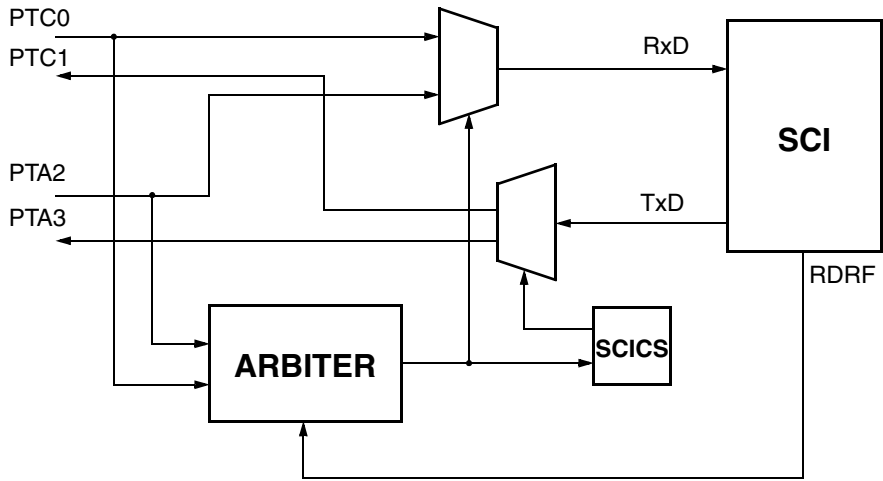 PTC0
PTC1
RxD
SCI
PTA2
PTA3
TxD
RDRF
ARBITER
SCICS